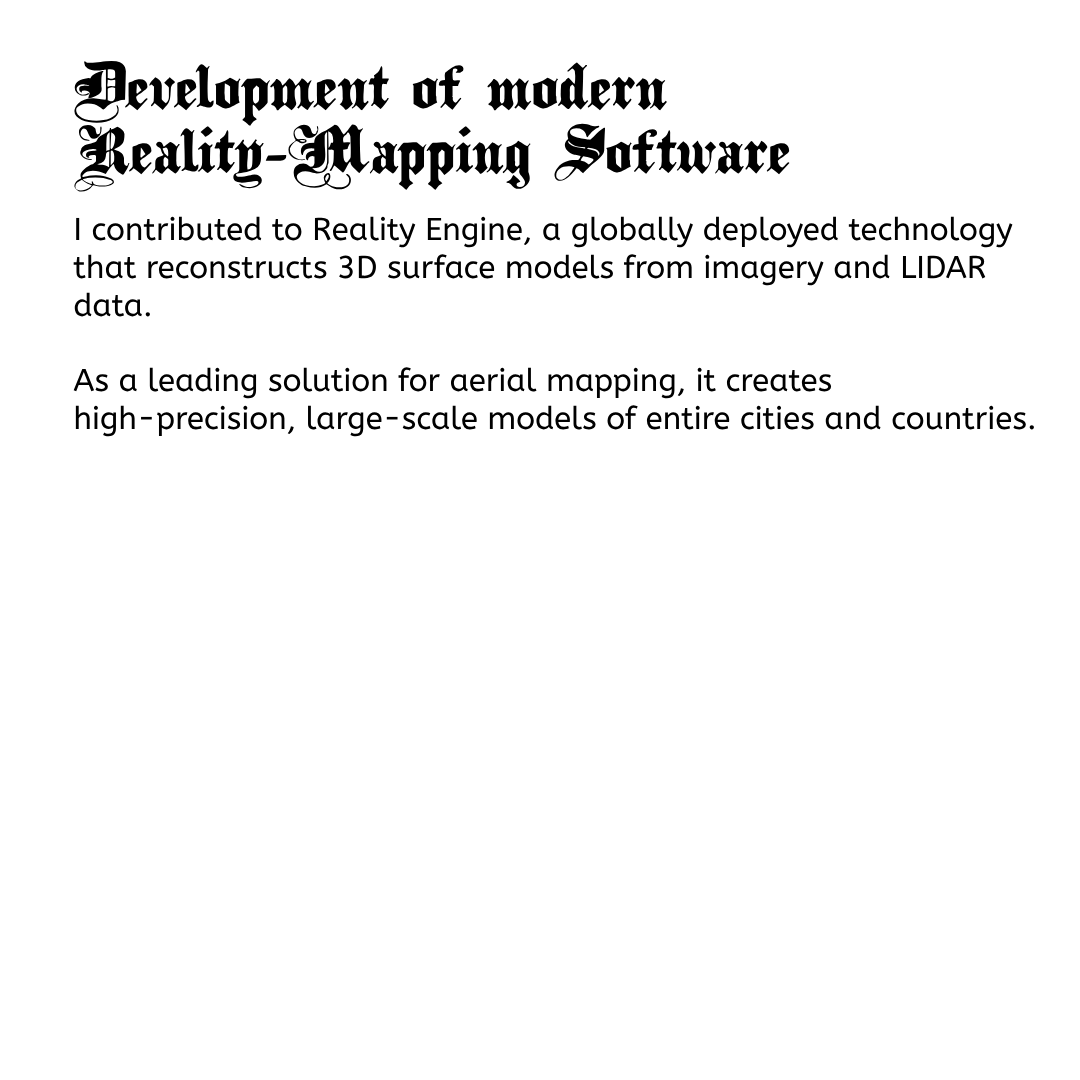 Development of modern
Reality-Mapping Software
I contributed to Reality Engine, a globally deployed technology
that reconstructs 3D surface models from imagery and LIDAR
data.
As a leading solution for aerial mapping, it creates
high-precision, large-scale models of entire cities and countries.